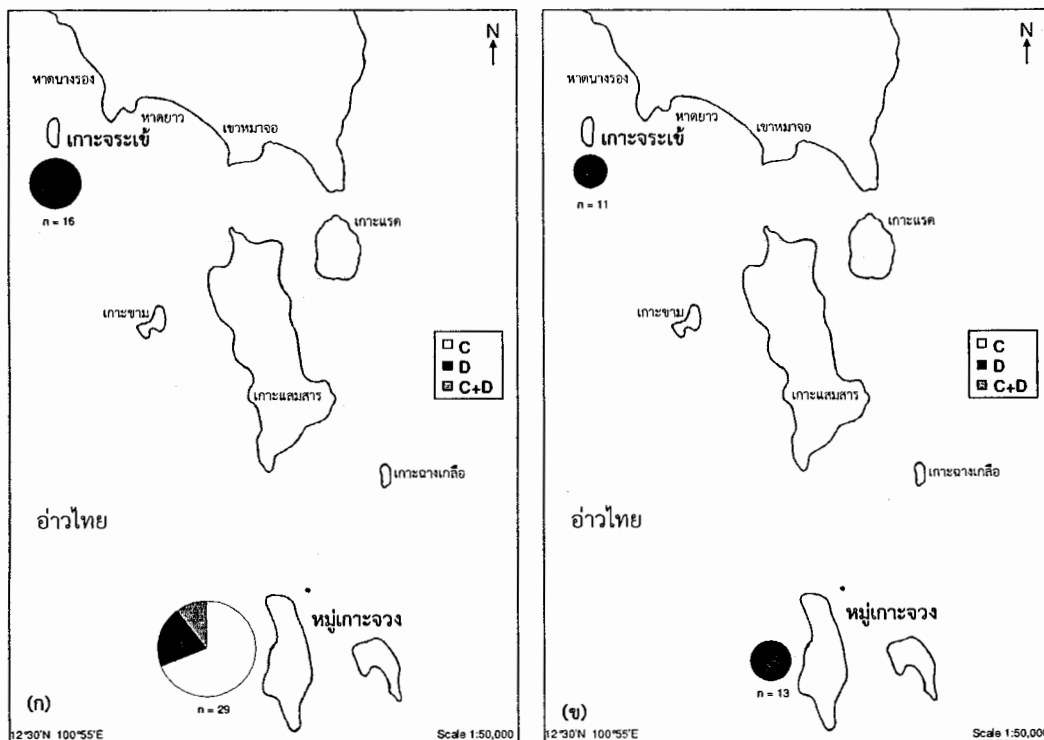 N
หาดนางรอง
หาดยาว
เขาหมาจอ
เกาะจระเข้
n = 16
เกาะแรด
เกาะขาม
C
D
C+D
เกาะแสมสาร
เกาะฉางเกลือ
อ่าวไทย
หมู่เกาะจวง
n = 29
(ก)
12°30'N 100°55'E
Scale 1:50,000
N
หาดนางรอง
หาดยาว
เขาหมาจอ
เกาะจระเข้
n = 11
เกาะแรด
เกาะขาม
C
D
C+D
เกาะแสมสาร
เกาะฉางเกลือ
อ่าวไทย
หมู่เกาะจวง
n = 13
(ข)
12°30'N 100°55'E
Scale 1:50,000